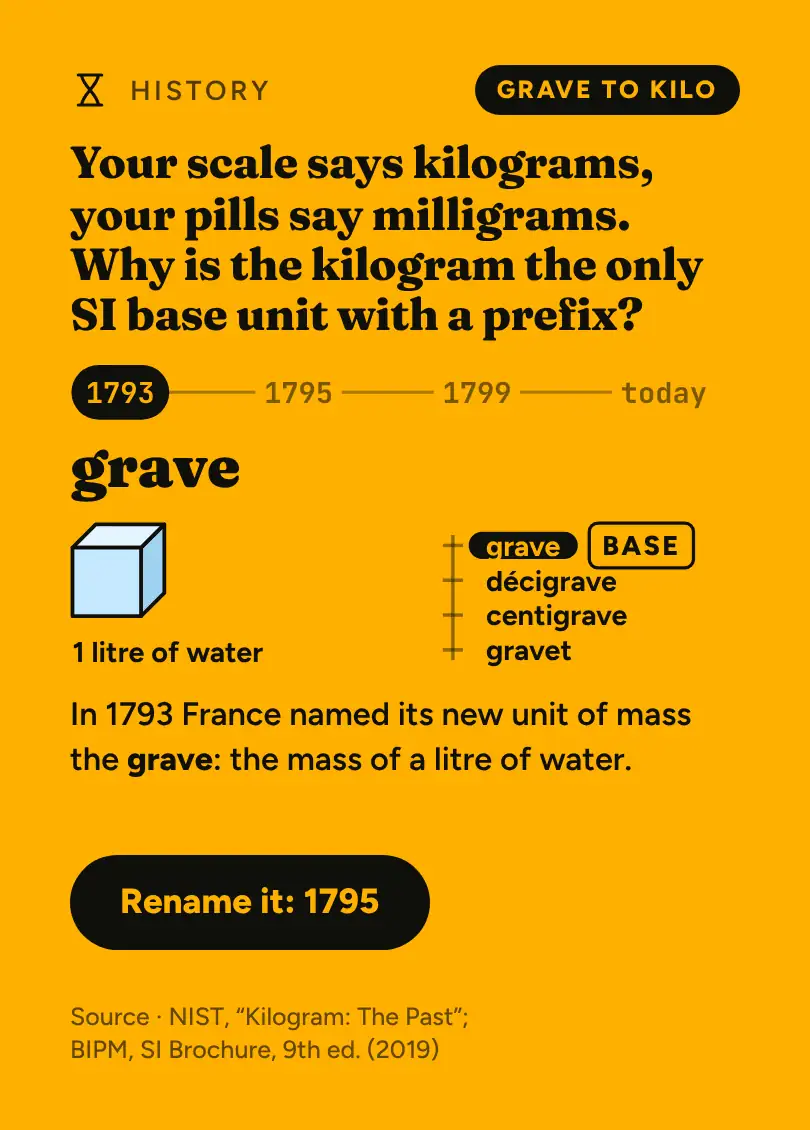 HISTORY
GRAVE TO KILO
Your scale says kilograms,
your pills say milligrams.
Why is the kilogram the only
SI base unit with a prefix?
1793 1795 1799 today
grave
grave BASE
décigrave
centigrave
gravet
1 litre of water
In 1793 France named its new unit of mass
the grave: the mass of a litre of water.
Rename it: 1795
Source · NIST, “Kilogram: The Past”;
BIPM, SI Brochure, 9th ed. (2019)